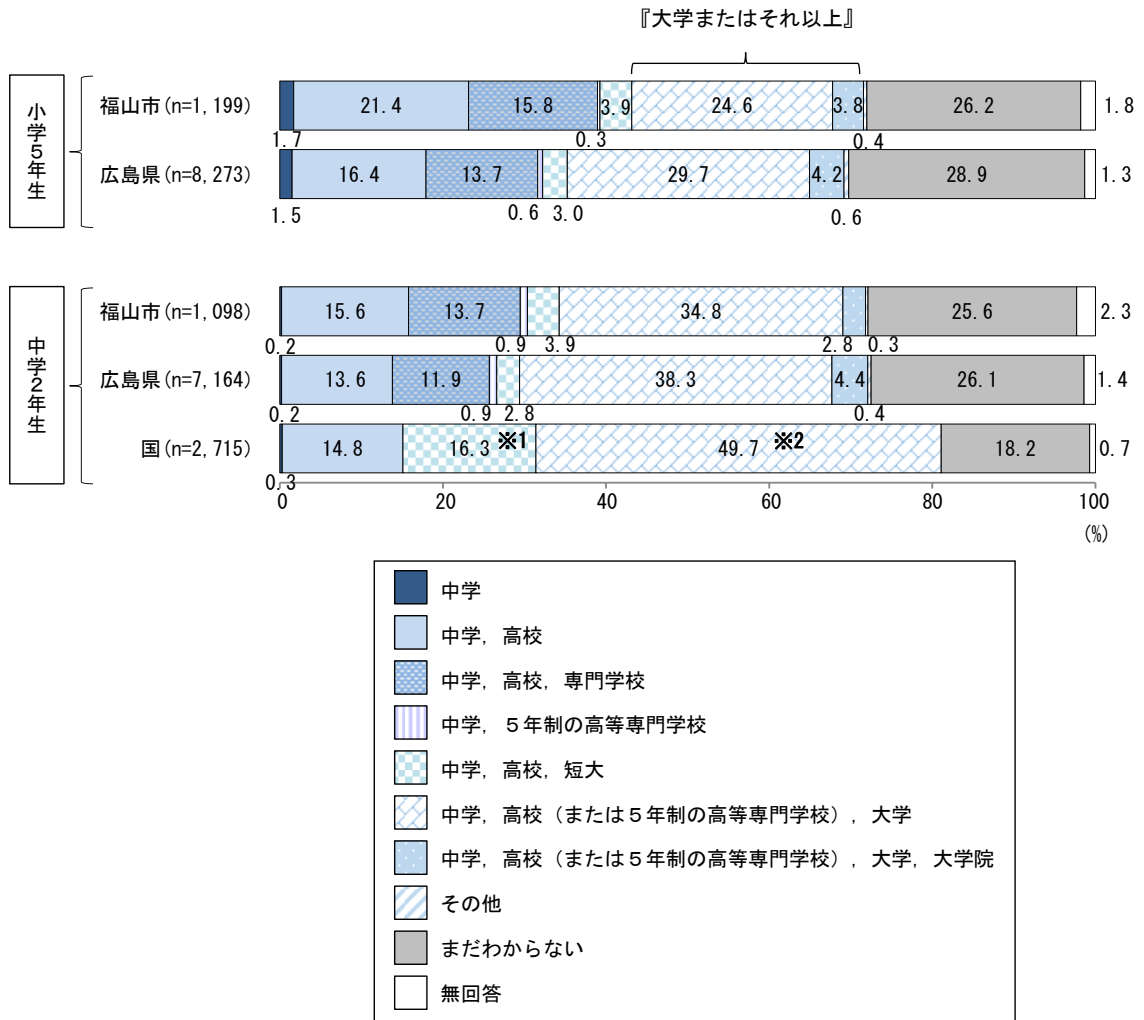 『大学またはそれ以上』
小学5年生
福山市(n=1,199)
21.4 15.8 3.9 24.6 3.8 26.2 1.8
1.7 0.3 0.4
広島県(n=8,273)
16.4 13.7 29.7 4.2 28.9 1.3
1.5 0.6 3.0 0.6
中学2年生
福山市(n=1,098)
15.6 13.7 34.8 25.6 2.3
0.2 0.9 3.9 2.8 0.3
広島県(n=7,164)
13.6 11.9 38.3 4.4 26.1 1.4
0.2 0.9 2.8 0.4
国(n=2,715)
14.8 16.3 ※1 49.7 ※2 18.2 0.7
0.3
0 20 40 60 80 100
(%)
中学
中学,高校
中学,高校,専門学校
中学,5年制の高等専門学校
中学,高校,短大
中学,高校(または5年制の高等専門学校),大学
中学,高校(または5年制の高等専門学校),大学,大学院
その他
まだわからない
無回答